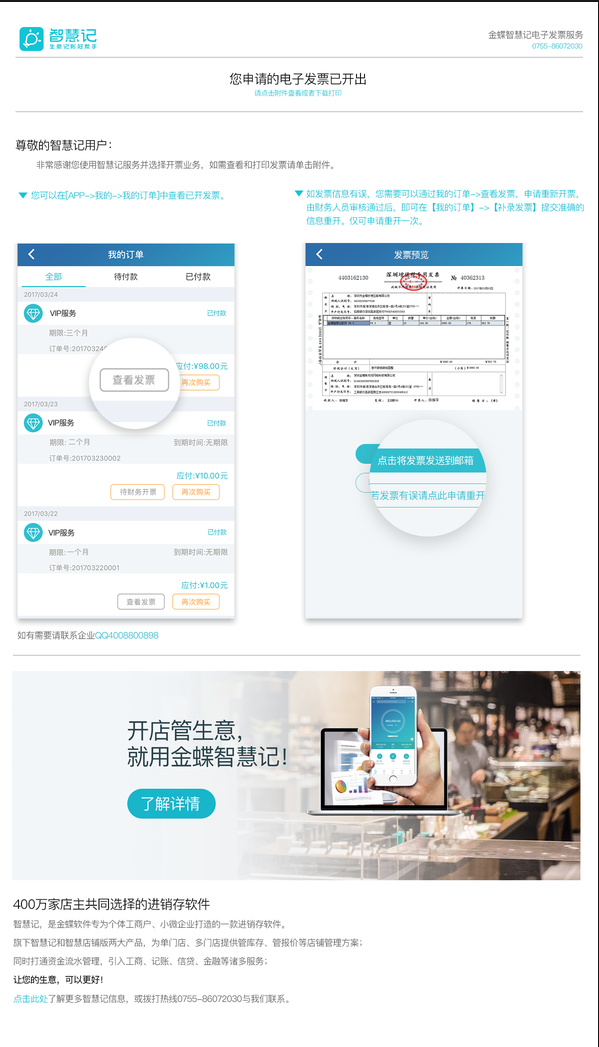 智慧记
生意记账好帮手
金蝶智慧记电子发票服务
0755-86072030
您申请的电子发票已开出
请点击附件查看或者下载打印
尊敬的智慧记用户：
非常感谢您使用智慧记服务并选择开票业务，如需查看和打印发票请单击附件。
您可以在[APP->我的->我的订单]中查看已开发票。
如发票信息有误，您需要可以通过我的订单->查看发票，申请重新开票，
由财务人员审核通过后，即可在【我的订单】->【补录发票】提交准确的
信息重开。仅可申请重开一次。
我的订单
全部 待付款 已付款
2017/03/24
VIP服务 已付款
期限:三个月
订单号:201703240
应付:¥98.00元
查看发票 再次购买
2017/03/23
VIP服务 已付款
期限: 二个月 到期时间:无期限
订单号:201703230002
应付:¥10.00元
待财务开票 再次购买
2017/03/22
VIP服务 已付款
期限:一个月 到期时间:无期限
订单号:201703220001
应付:¥1.00元
查看发票 再次购买
发票预览
4403162130
№ 40362313
点击将发票发送到邮箱
若发票有误请点此申请重开
如有需要请联系企业QQ4008800898
开店管生意，
就用金蝶智慧记！
了解详情
400万家店主共同选择的进销存软件
智慧记，是金蝶软件专为个体工商户、小微企业打造的一款进销存软件。
旗下智慧记和智慧店铺版两大产品，为单门店、多门店提供管库存、管报价等店铺管理方案；
同时打通资金流水管理，引入工商、记账、信贷、金融等诸多服务；
让您的生意，可以更好！
点击此处了解更多智慧记信息，或拨打热线0755-86072030与我们联系。